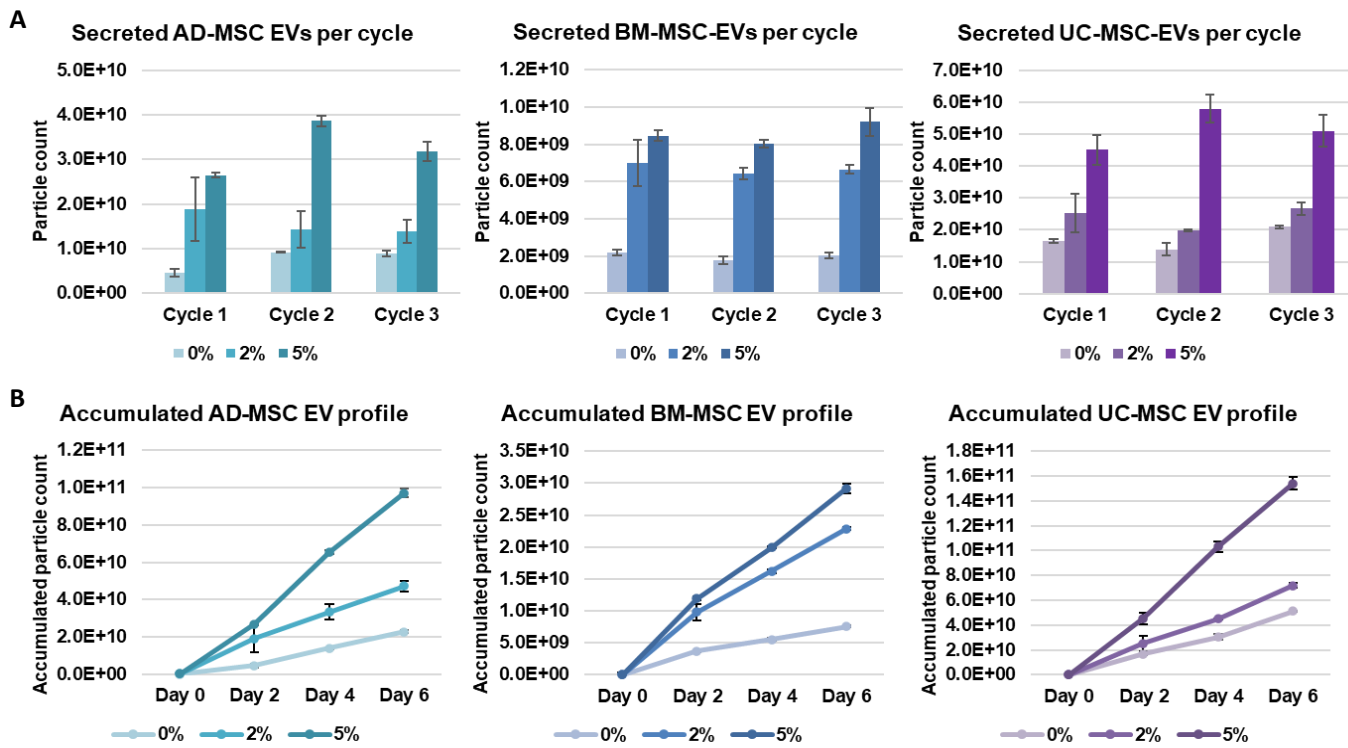 A
Secreted AD-MSC EVs per cycle
Particle count
5.0E+10
4.0E+10
3.0E+10
2.0E+10
1.0E+10
0.0E+00
Cycle 1 Cycle 2 Cycle 3
0% 2% 5%
Secreted BM-MSC-EVs per cycle
Particle count
1.2E+10
1.0E+10
8.0E+09
6.0E+09
4.0E+09
2.0E+09
0.0E+00
Cycle 1 Cycle 2 Cycle 3
0% 2% 5%
Secreted UC-MSC-EVs per cycle
Particle count
7.0E+10
6.0E+10
5.0E+10
4.0E+10
3.0E+10
2.0E+10
1.0E+10
0.0E+00
Cycle 1 Cycle 2 Cycle 3
0% 2% 5%
B
Accumulated AD-MSC EV profile
Accumulated particle count
1.2E+11
1.0E+11
8.0E+10
6.0E+10
4.0E+10
2.0E+10
0.0E+00
Day 0 Day 2 Day 4 Day 6
0% 2% 5%
Accumulated BM-MSC EV profile
Accumulated particle count
3.5E+10
3.0E+10
2.5E+10
2.0E+10
1.5E+10
1.0E+10
5.0E+09
0.0E+00
Day 0 Day 2 Day 4 Day 6
0% 2% 5%
Accumulated UC-MSC EV profile
Accumulated particle count
1.8E+11
1.6E+11
1.4E+11
1.2E+11
1.0E+11
8.0E+10
6.0E+10
4.0E+10
2.0E+10
0.0E+00
Day 0 Day 2 Day 4 Day 6
0% 2% 5%